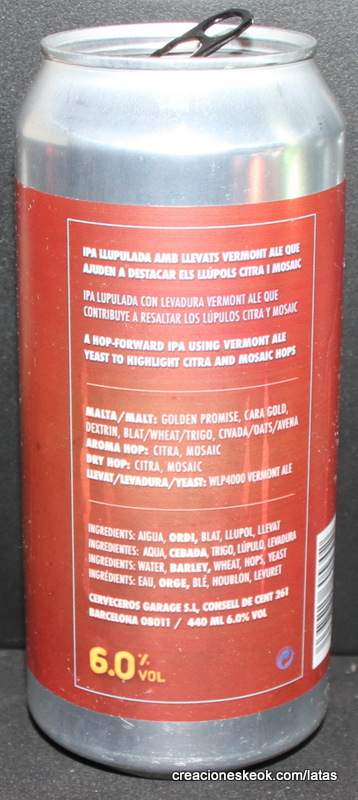 IPA LLUPULADA AMB LLEVATS VERMONT ALE QUE
AJUDEN A DESTACAR ELS LLÚPOLS CITRA I MOSAIC
IPA LUPULADA CON LEVADURA VERMONT ALE QUE
CONTRIBUYE A RESALTAR LOS LÚPULOS CITRA Y MOSAIC
A HOP-FORWARD IPA USING VERMONT ALE
YEAST TO HIGHLIGHT CITRA AND MOSAIC HOPS
MALTA/MALT: GOLDEN PROMISE, CARA GOLD,
DEXTRIN, BLAT/WHEAT/TRIGO, CIVADA/OATS/AVENA
AROMA HOP: CITRA, MOSAIC
DRY HOP: CITRA, MOSAIC
LLEVAT/LEVADURA/YEAST: WLP4000 VERMONT ALE
INGREDIENTS: AIGUA, ORDI, BLAT, LLUPOL, LLEVAT
INGREDIENTES: AQUA, CEBADA, TRIGO, LÚPULO, LEVADURA
INGREDIENTS: WATER, BARLEY, WHEAT, HOPS, YEAST
INGRÉDIENTS: EAU, ORGE, BLÉ, HOUBLON, LEVURET
CERVECEROS GARAGE S.L, CONSELL DE CENT 261
BARCELONA 08011 / 440 ML 6.0% VOL
6.0% VOL
creacioneskeok.com/latas